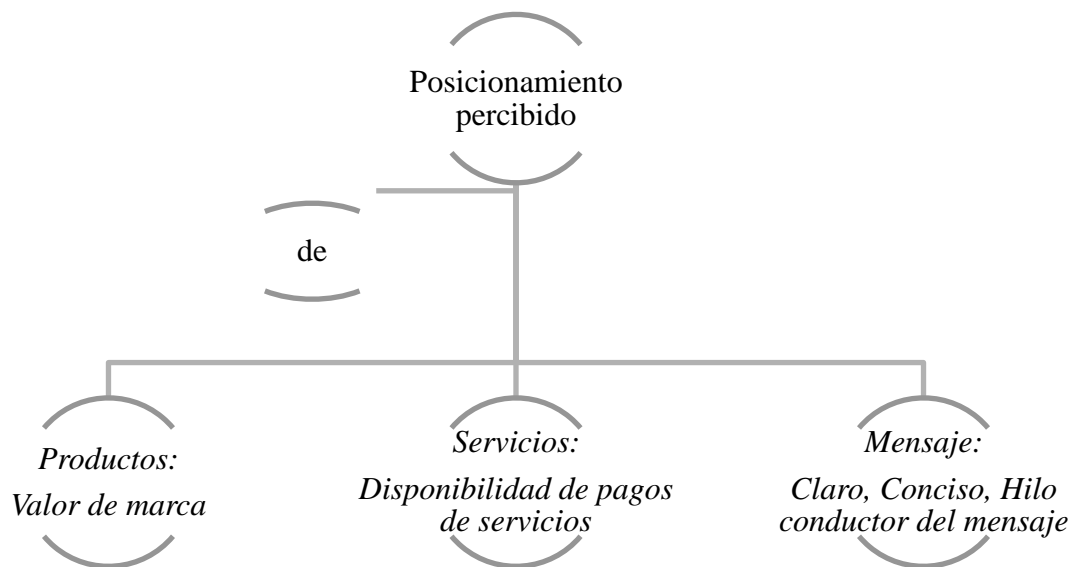 Posicionamiento
percibido
de
Productos:
Valor de marca
Servicios:
Disponibilidad de pagos
de servicios
Mensaje:
Claro, Conciso, Hilo
conductor del mensaje